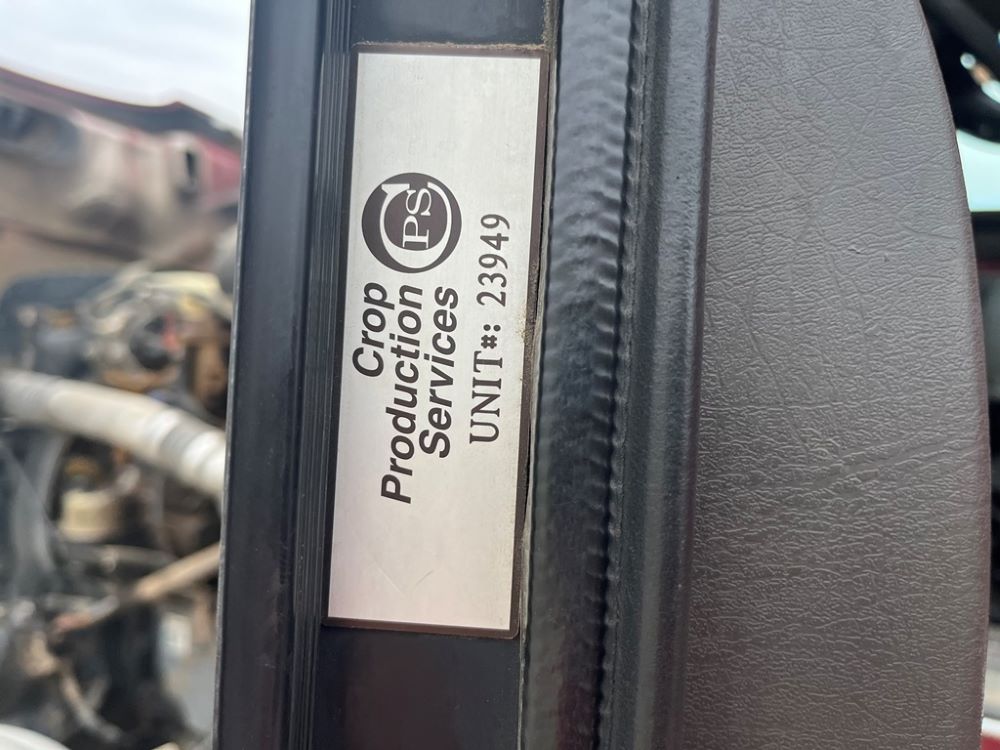 CPS
Crop
Production
Services
UNIT#: 23949